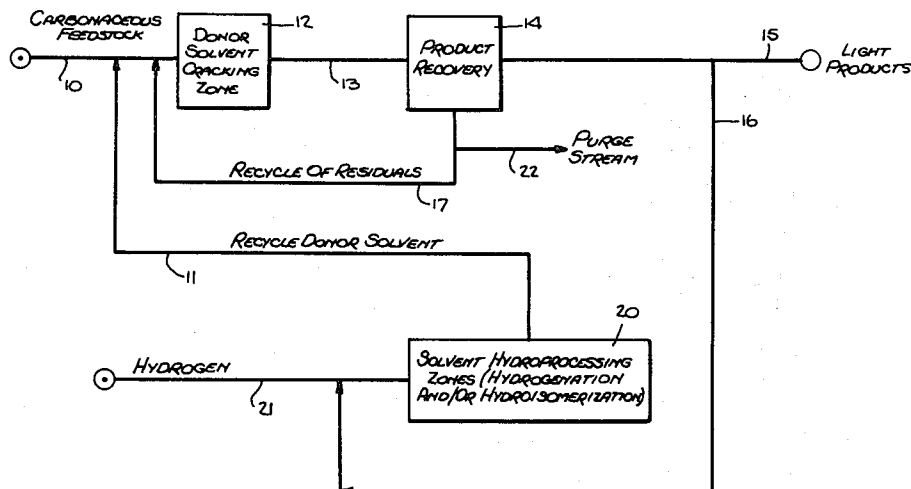 CARBONACEOUS
FEEDSTOCK
10
DONOR
SOLVENT
CRACKING
ZONE
12
13
PRODUCT
RECOVERY
14
15
LIGHT
PRODUCTS
16
PURGE
STREAM
22
RECYCLE OF RESIDUALS
17
RECYCLE DONOR SOLVENT
11
20
HYDROGEN
21
SOLVENT HYDROPROCESSING
ZONES (HYDROGENATION
AND/OR HYDROISOMERIZATION)